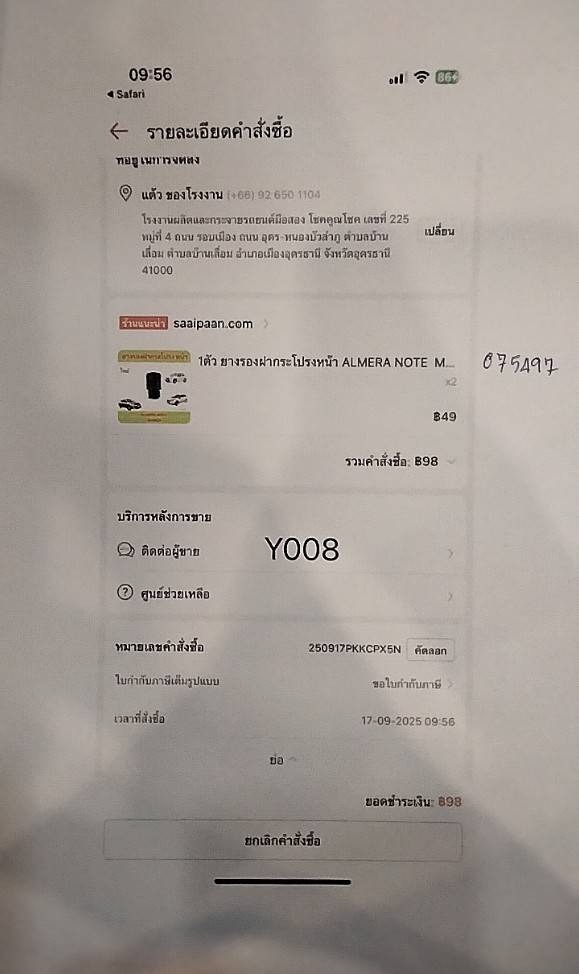 09:56
86
◂ Safari
← รายละเอียดคำสั่งซื้อ
ที่อยู่ในการจัดส่ง
แต้ว ของโรงงาน (+66) 92 650 1104
โรงงานผลิตและกระจายรถยนต์มือสอง โชคคูณโชค เลขที่ 225
หมู่ที่ 4 ถนน รอบเมือง ถนน อุดร-หนองบัวลำภู ตำบลบ้าน
เลื่อม ตำบลบ้านเลื่อม อำเภอเมืองอุดรธานี จังหวัดอุดรธานี
41000
เปลี่ยน
ร้านแนะนำ saaipaan.com
1ตัว ยางรองฝากระโปรงหน้า ALMERA NOTE M...
075497
x2
฿49
รวมคำสั่งซื้อ: ฿98
บริการหลังการขาย
ติดต่อผู้ขาย
Y008
ศูนย์ช่วยเหลือ
หมายเลขคำสั่งซื้อ 250917PKKCPX5N คัดลอก
ใบกำกับภาษีเต็มรูปแบบ ขอใบกำกับภาษี
เวลาที่สั่งซื้อ 17-09-2025 09:56
ย่อ
ยอดชำระเงิน: ฿98
ยกเลิกคำสั่งซื้อ